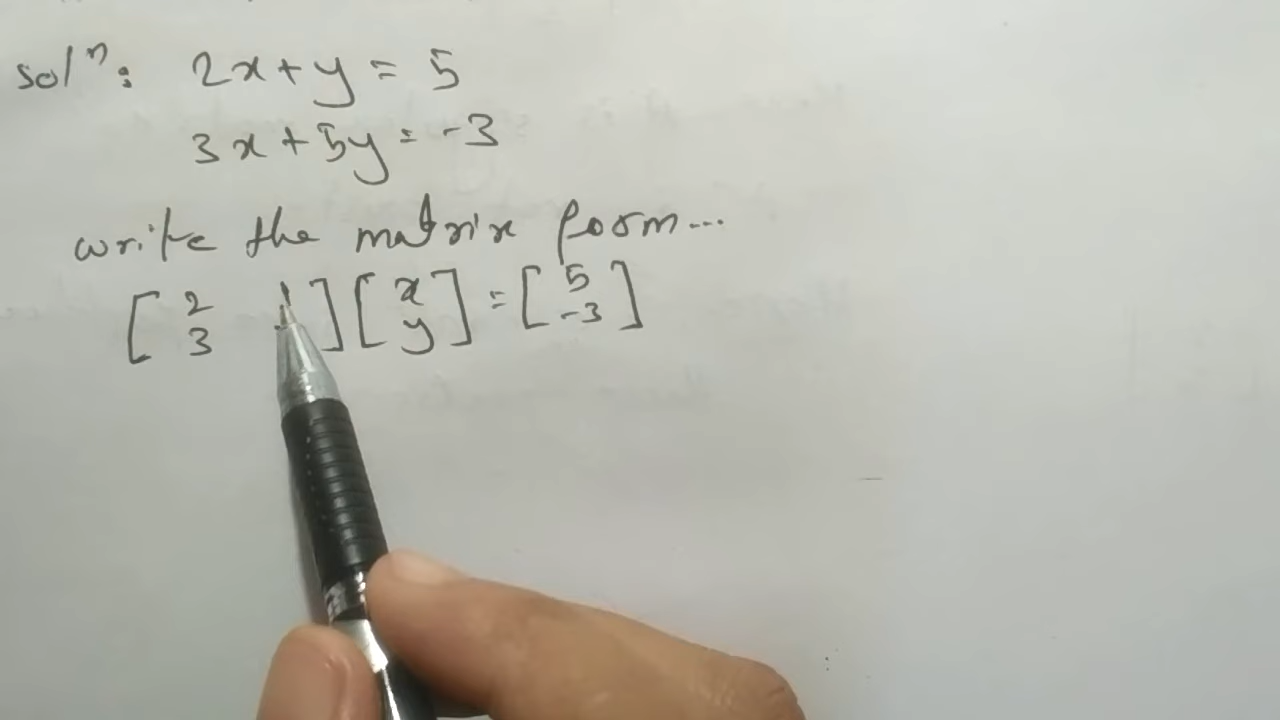 solⁿ: 2x+y = 5
3x+5y = -3
write the matrix form...
[ 2 1 ] [ x ] = [ 5 ]
[ 3 ] [ y ] [ -3 ]